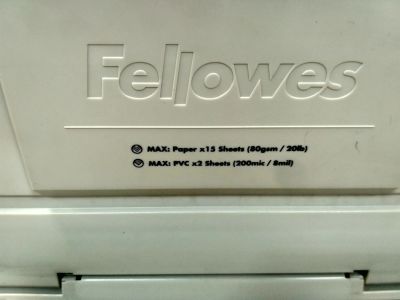 Fellowes
MAX: Paper x15 Sheets (80gsm / 20lb)
MAX: PVC x2 Sheets (200mic / 8mil)